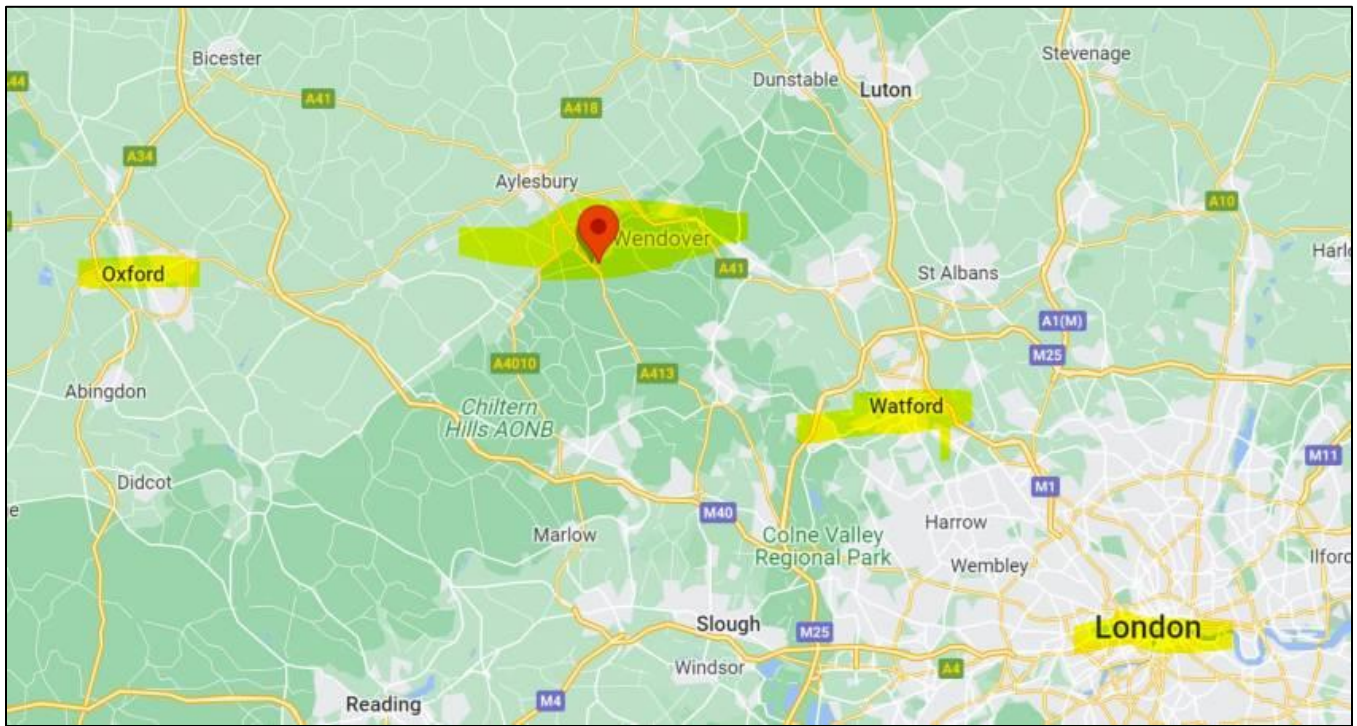 Bicester
Stevenage
Dunstable
Luton
A44
A41
A418
A34
Aylesbury
A10
Wendover
Oxford
A41
St Albans
Harl
A1(M)
M25
A4010
A413
Abingdon
Chiltern
Hills AONB
Watford
M11
Didcot
M1
e
M40
Harrow
Marlow
Colne Valley
Regional Park
Wembley
Ilford
Slough
M25
London
Windsor
A4
Reading
M4